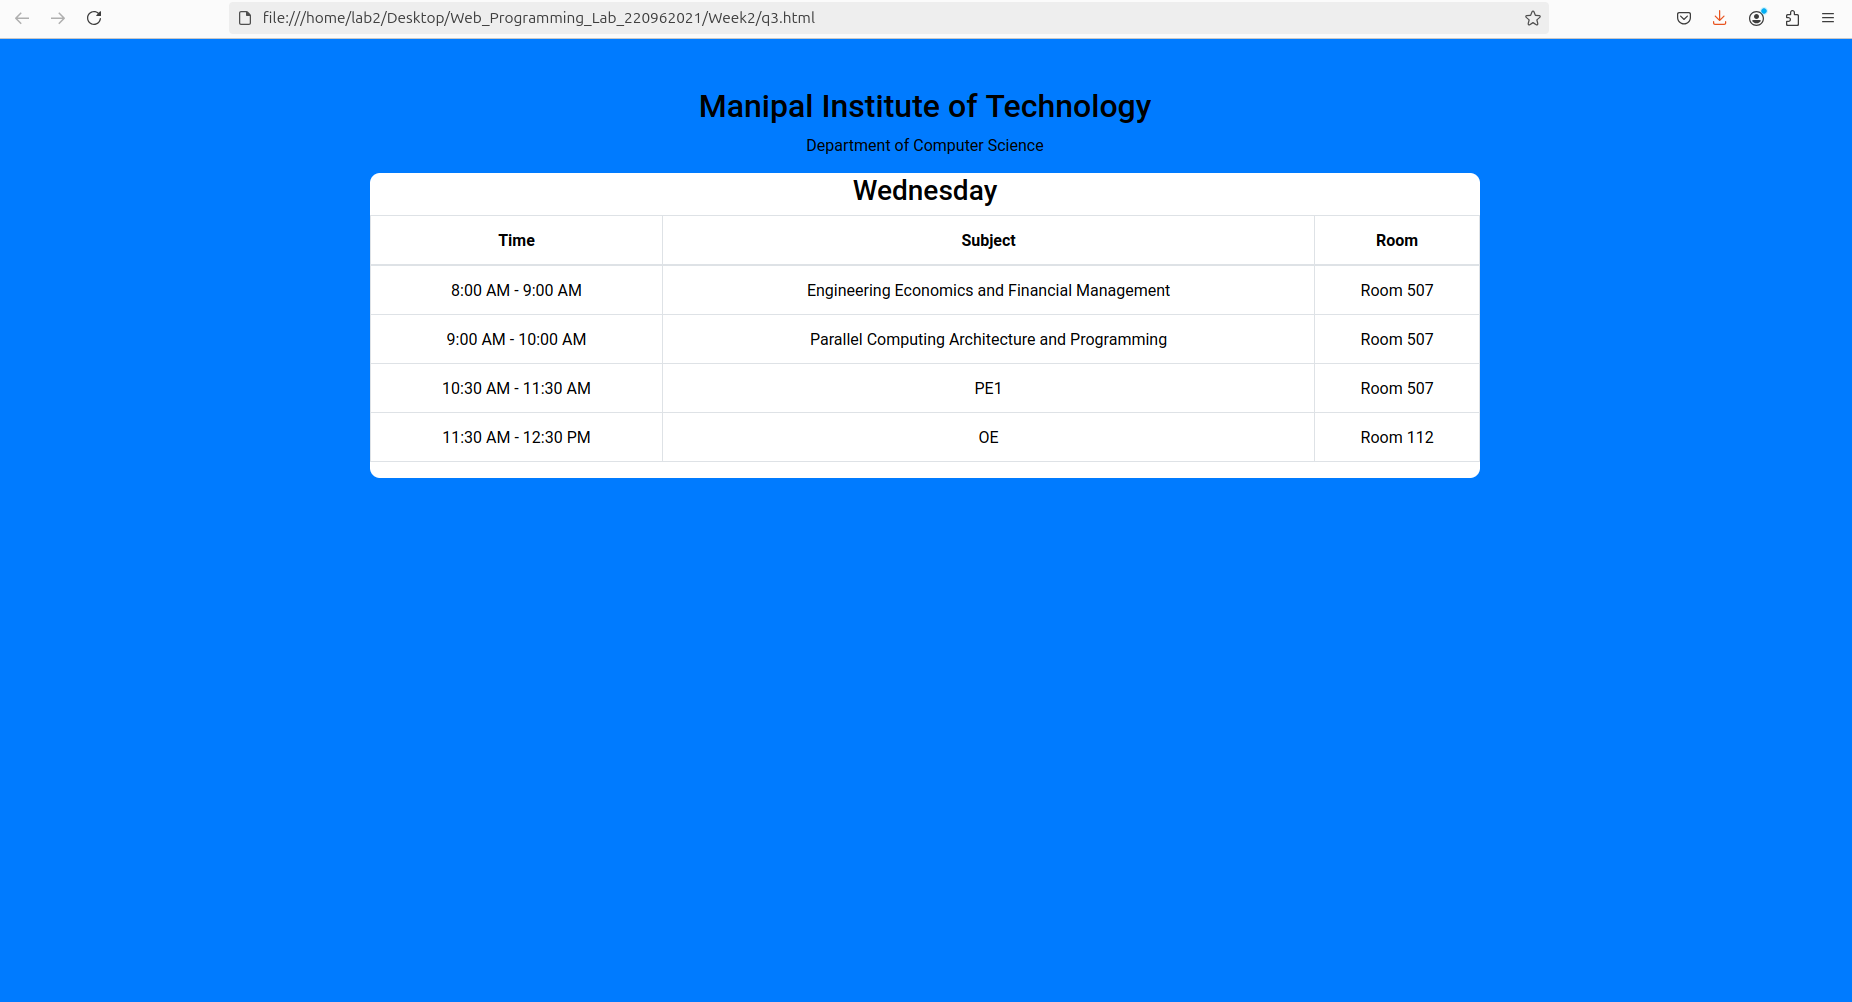 file:///home/lab2/Desktop/Web_Programming_Lab_220962021/Week2/q3.html
Manipal Institute of Technology
Department of Computer Science
Wednesday
Time Subject Room
8:00 AM - 9:00 AM Engineering Economics and Financial Management Room 507
9:00 AM - 10:00 AM Parallel Computing Architecture and Programming Room 507
10:30 AM - 11:30 AM PE1 Room 507
11:30 AM - 12:30 PM OE Room 112